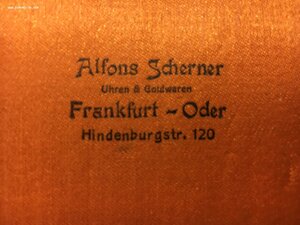 Alfons Scherner
Uhren & Goldwaren
Frankfurt - Oder
Hindenburgstr. 120